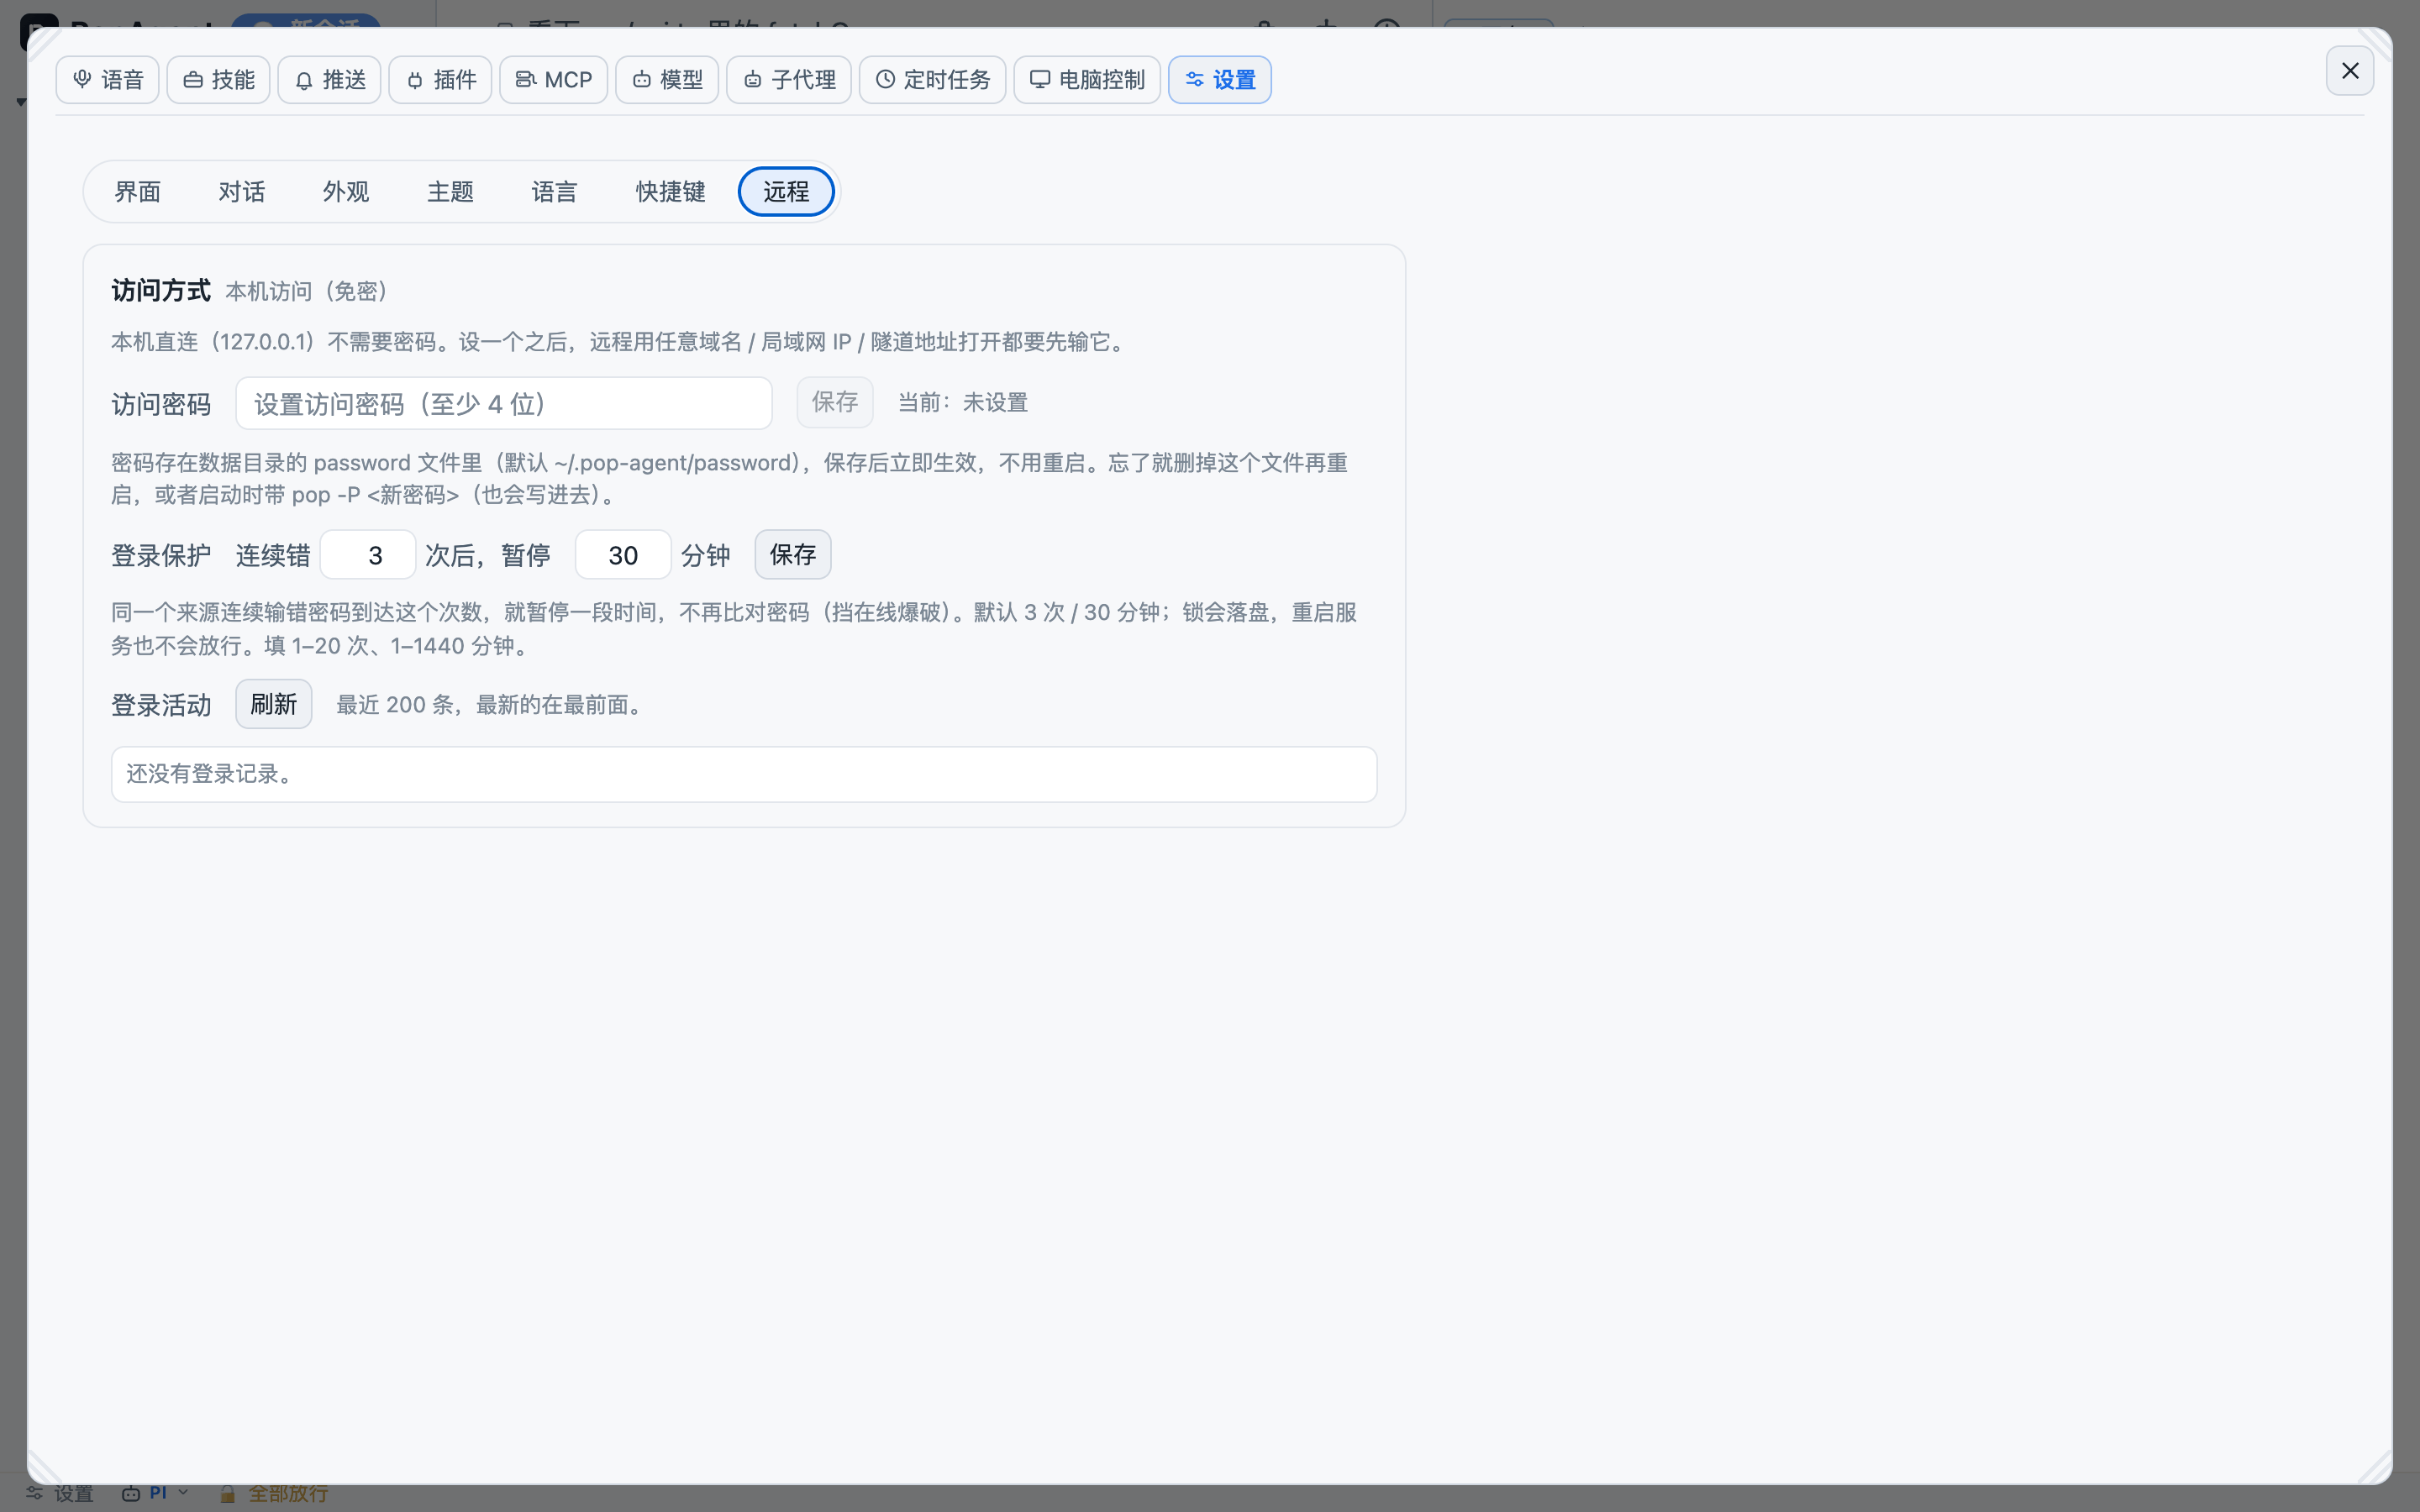 语音 技能 推送 插件 MCP 模型 子代理 定时任务 电脑控制 设置
界面 对话 外观 主题 语言 快捷键 远程
访问方式 本机访问（免密）
本机直连（127.0.0.1）不需要密码。设一个之后，远程用任意域名 / 局域网 IP / 隧道地址打开都要先输它。
访问密码 设置访问密码（至少 4 位） 保存 当前：未设置
密码存在数据目录的 password 文件里（默认 ~/.pop-agent/password），保存后立即生效，不用重启。忘了就删掉这个文件再重
启，或者启动时带 pop -P <新密码>（也会写进去）。
登录保护 连续错 3 次后，暂停 30 分钟 保存
同一个来源连续输错密码到达这个次数，就暂停一段时间，不再比对密码（挡在线爆破）。默认 3 次 / 30 分钟；锁会落盘，重启服
务也不会放行。填 1–20 次、1–1440 分钟。
登录活动 刷新 最近 200 条，最新的在最前面。
还没有登录记录。
设置 PI 全部放行